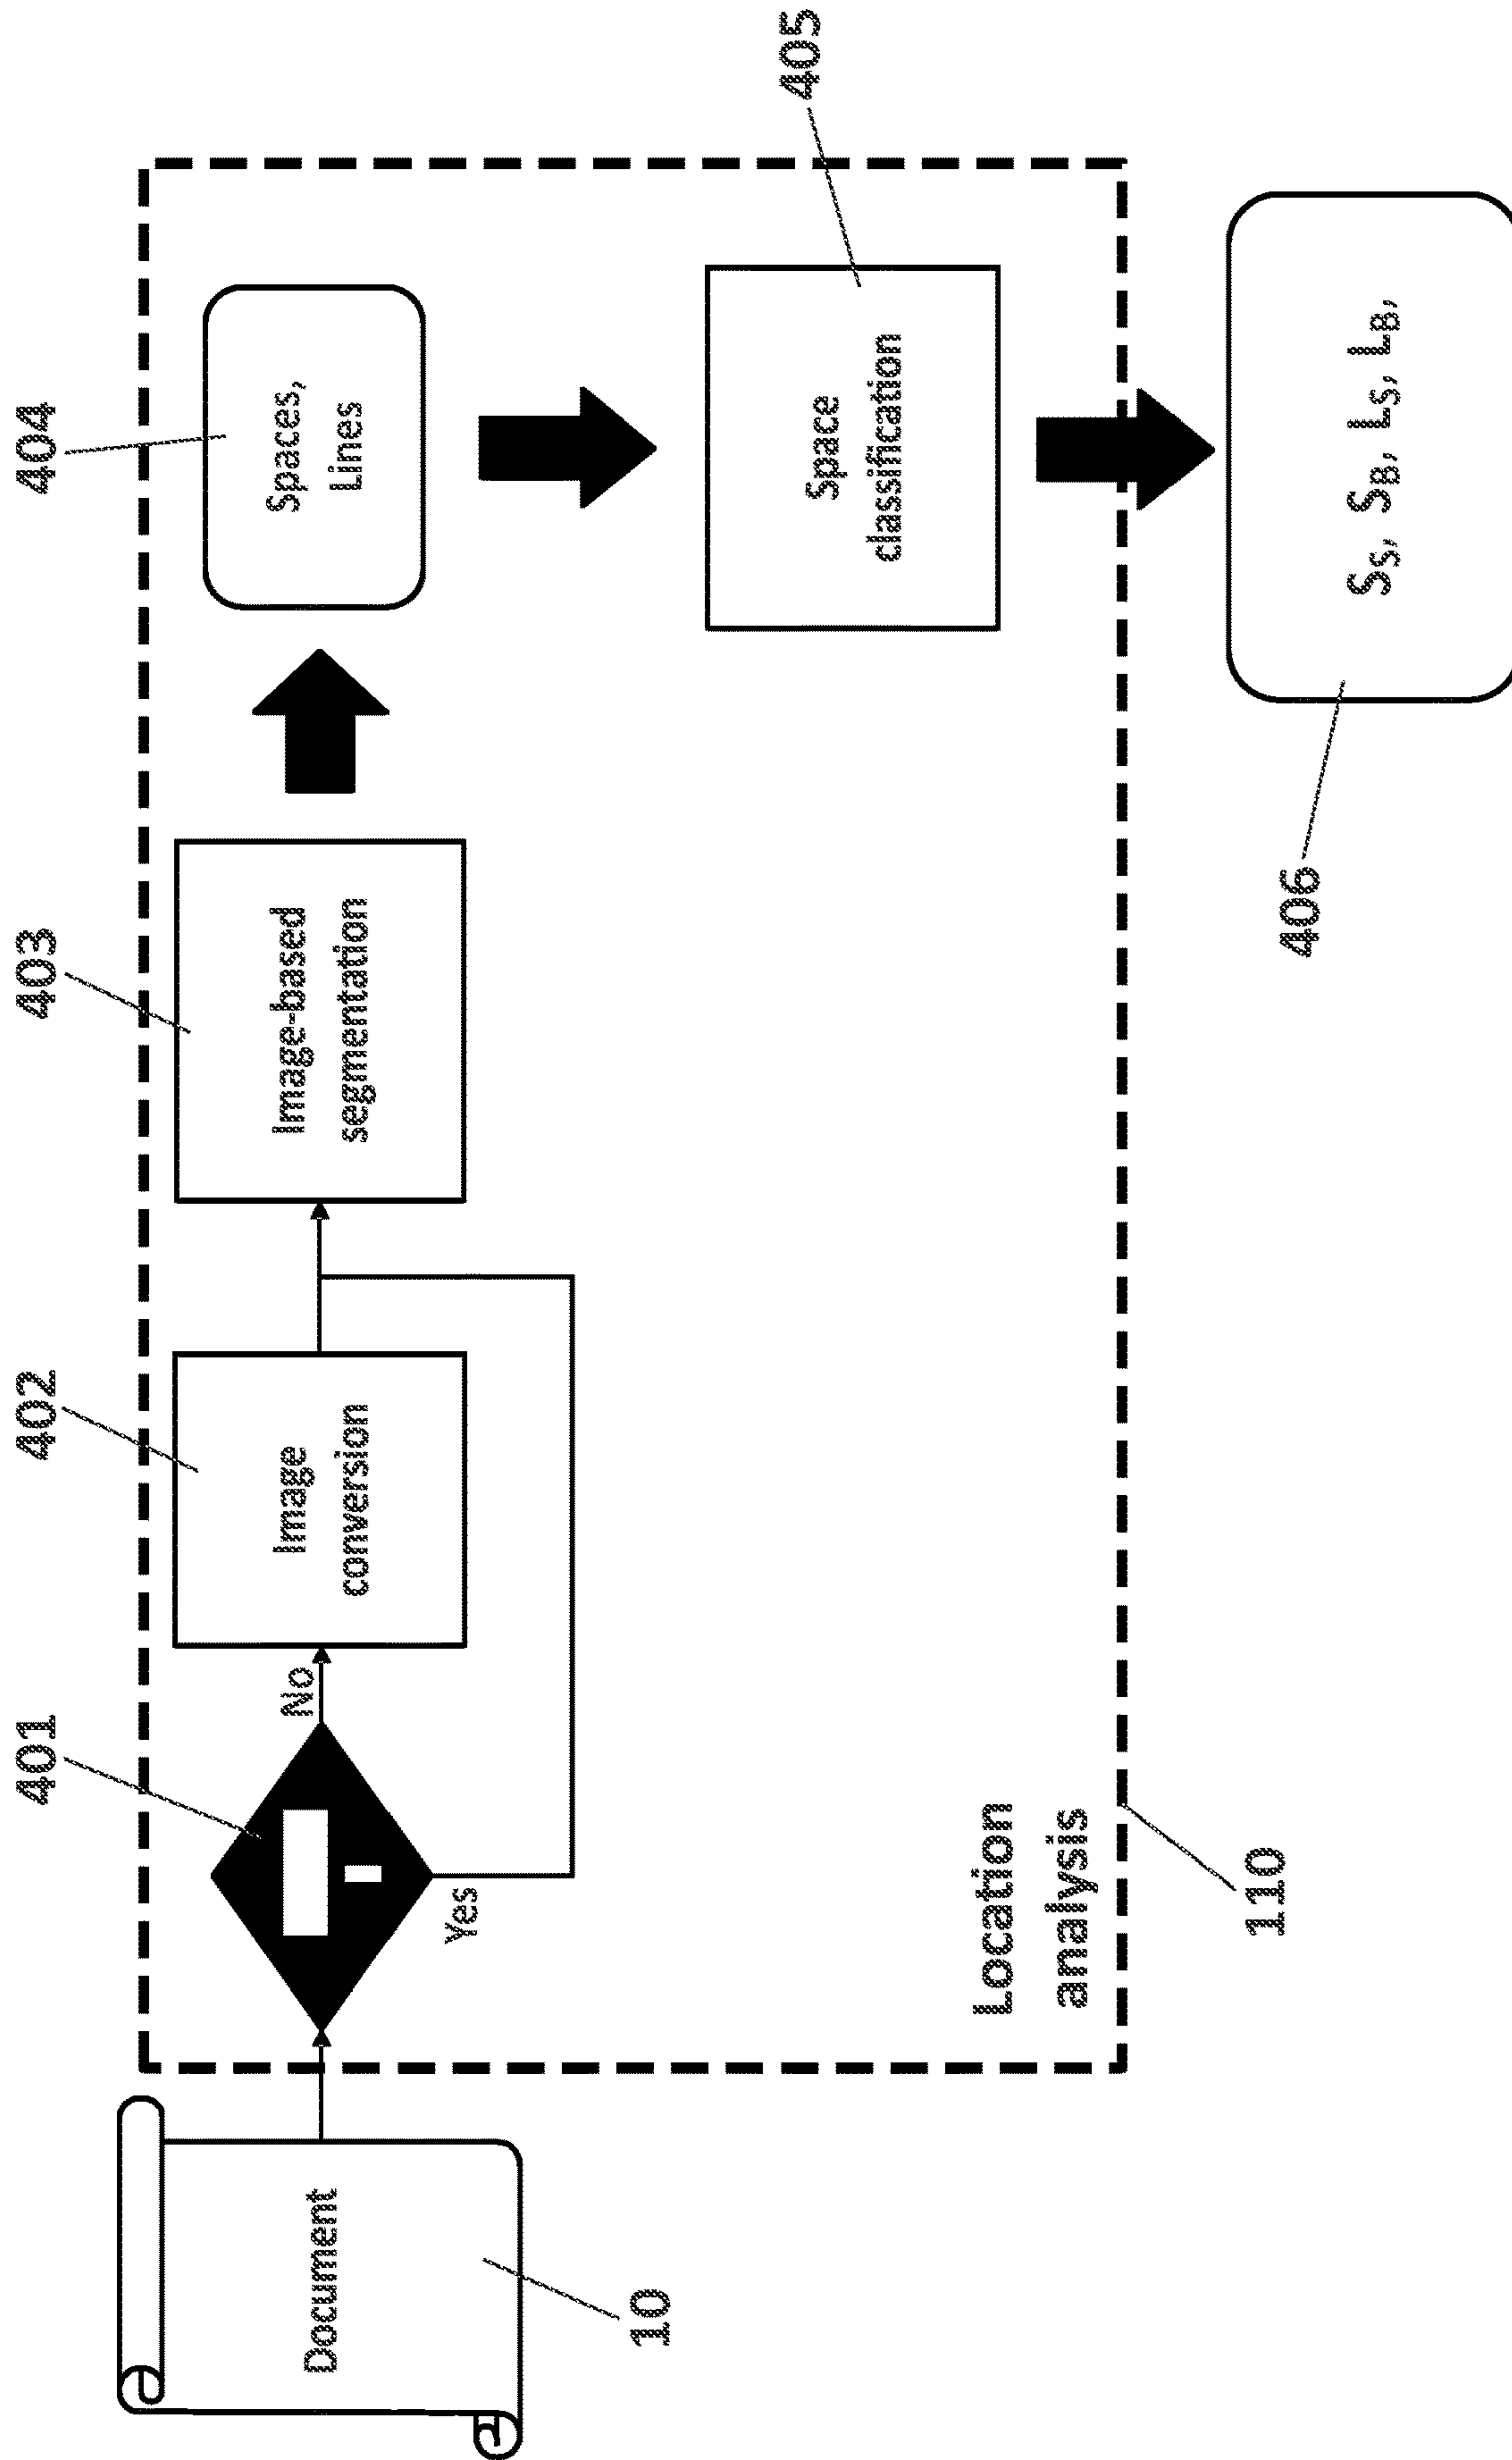 404
403
402
401
405
Document
No
Yes
Image
conversion
Image-based
segmentation
Spaces,
Lines
Space
classification
Location
analysis
10
110
406
SS, SB, LS, LB,